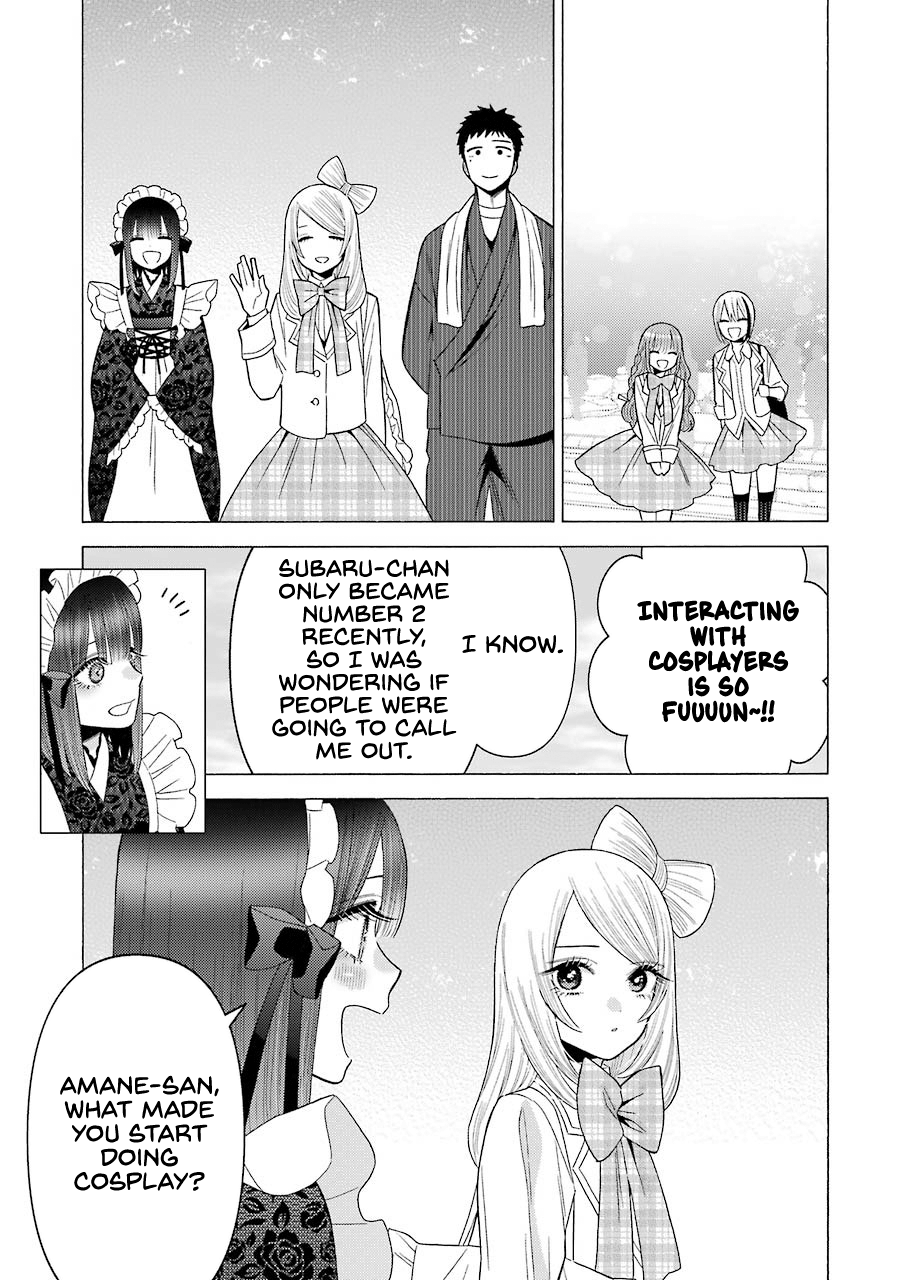 INTERACTING
WITH
COSPLAYERS
IS SO
FUUUUN~!!
I KNOW.
SUBARU-CHAN
ONLY BECAME
NUMBER 2
RECENTLY,
SO I WAS
WONDERING IF
PEOPLE WERE
GOING TO CALL
ME OUT.
AMANE-SAN,
WHAT MADE
YOU START
DOING
COSPLAY?